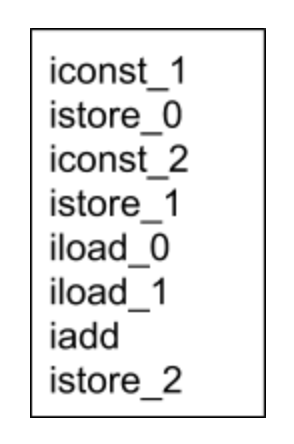 iconst_1
istore_0
iconst_2
istore_1
iload_0
iload_1
iadd
istore_2